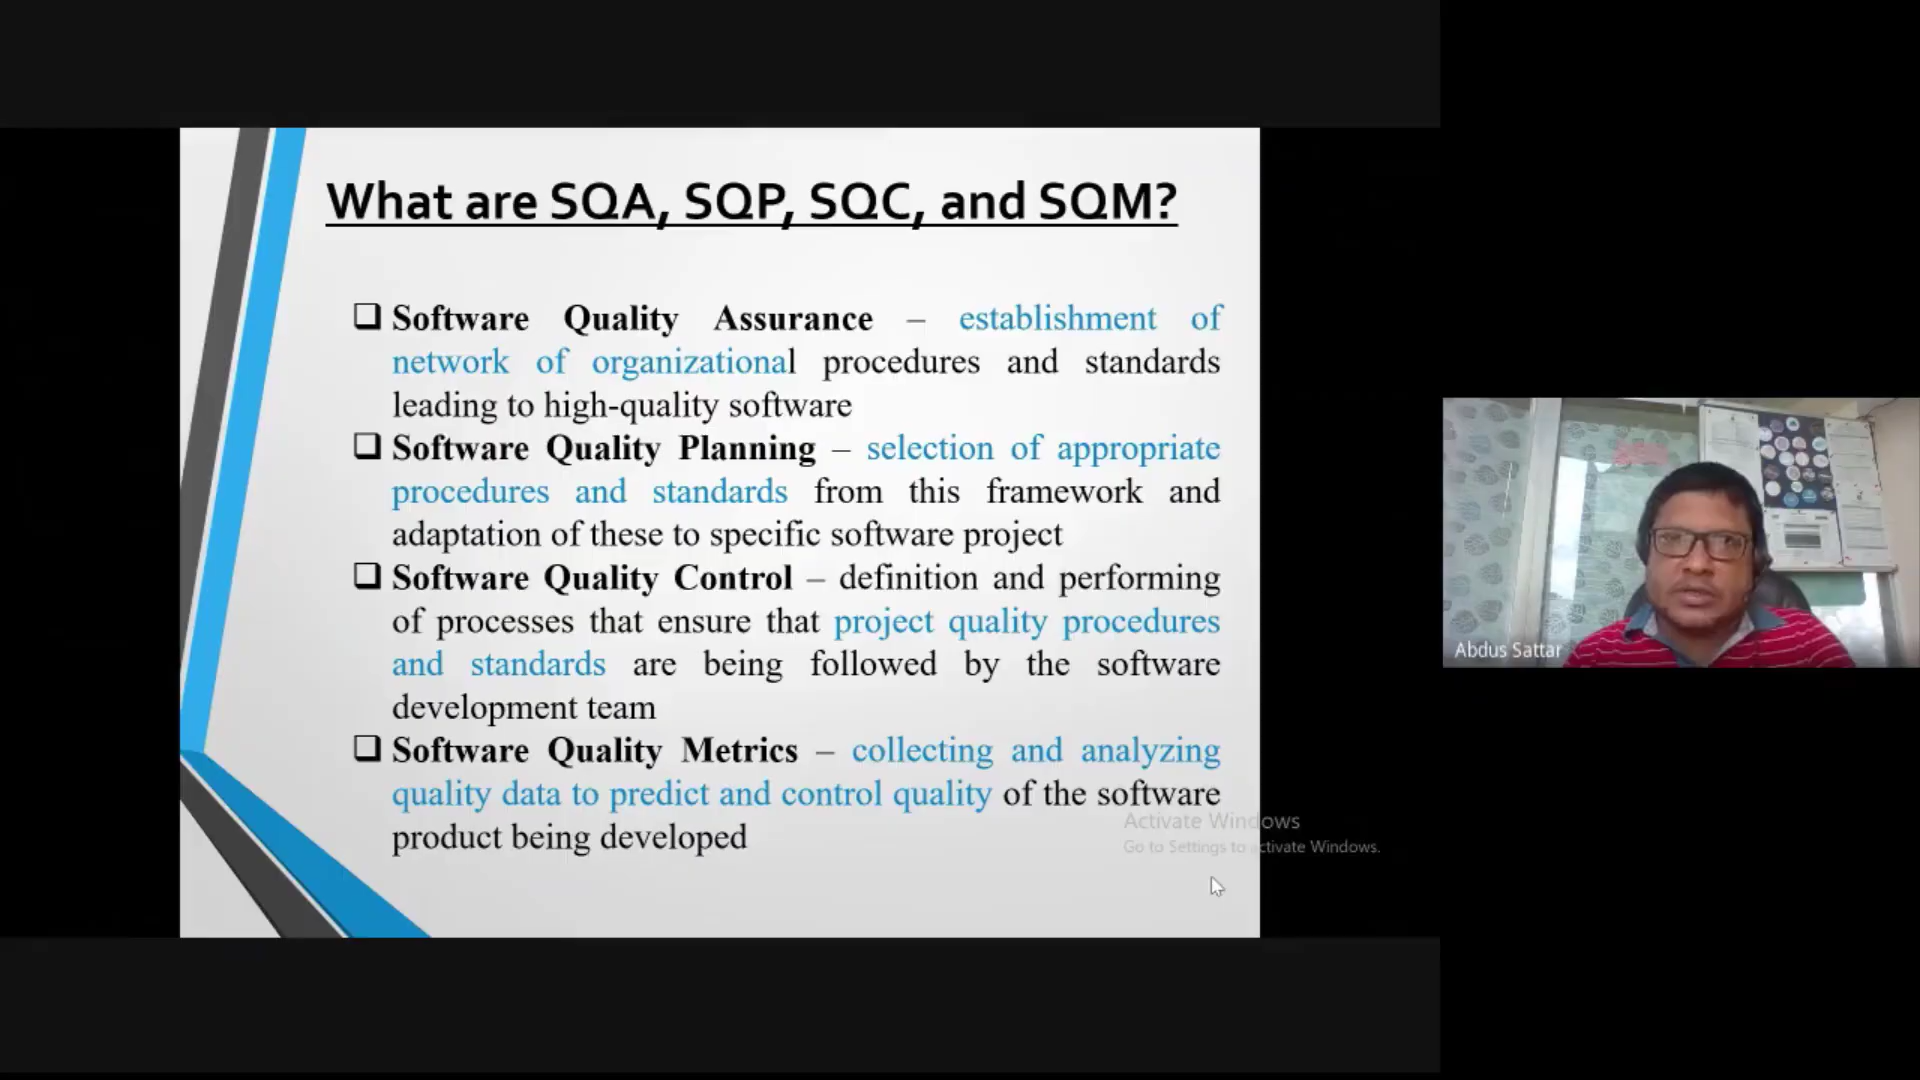 What are SQA, SQP, SQC, and SQM?
❑ Software Quality Assurance – establishment of
network of organizational procedures and standards
leading to high-quality software
❑ Software Quality Planning – selection of appropriate
procedures and standards from this framework and
adaptation of these to specific software project
❑ Software Quality Control – definition and performing
of processes that ensure that project quality procedures
and standards are being followed by the software
development team
❑ Software Quality Metrics – collecting and analyzing
quality data to predict and control quality of the software
product being developed
Activate Windows
Go to Settings to activate Windows.
Abdus Sattar